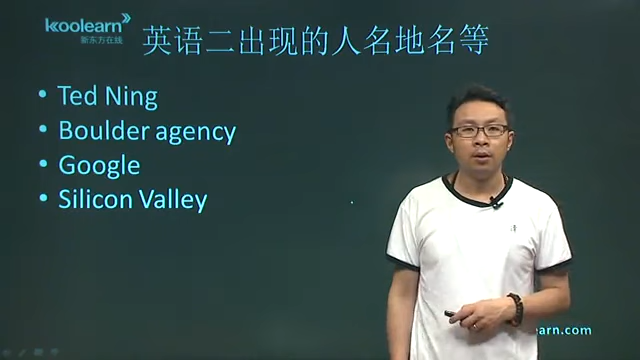 koolearn
新东方在线
英语二出现的人名地名等
• Ted Ning
• Boulder agency
• Google
• Silicon Valley
earn.com